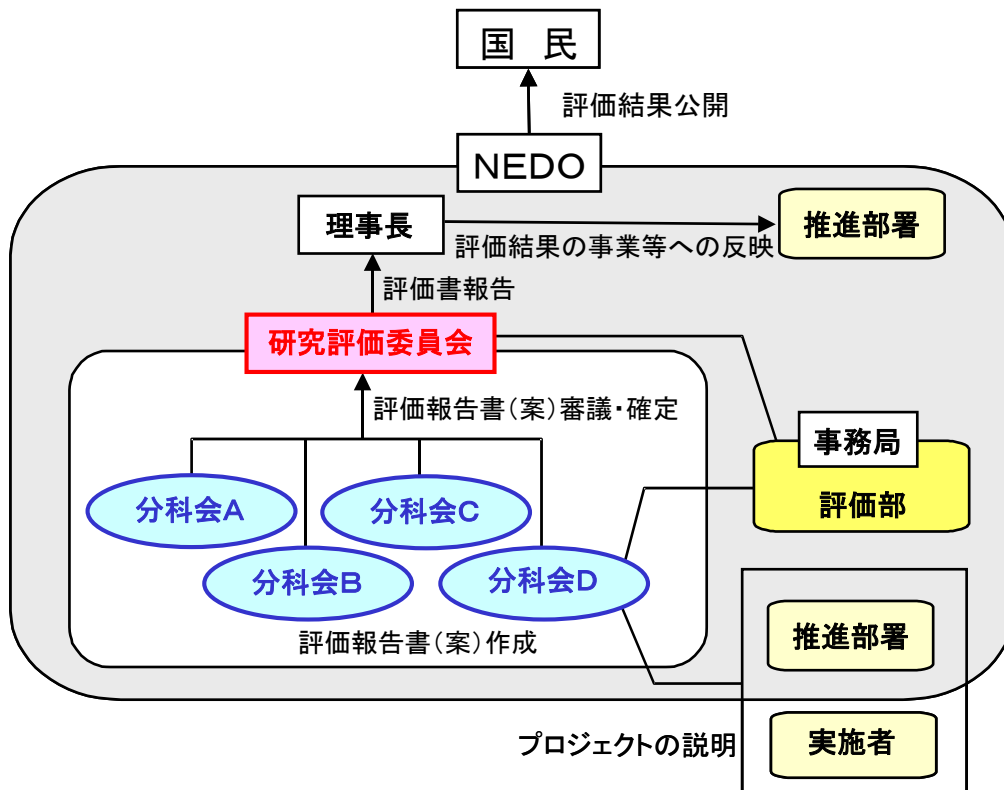 国 民
評価結果公開
NEDO
理事長
推進部署
評価結果の事業等への反映
評価書報告
研究評価委員会
評価報告書（案）審議・確定
事務局
評価部
分科会A
分科会C
分科会B
分科会D
評価報告書（案）作成
推進部署
プロジェクトの説明
実施者